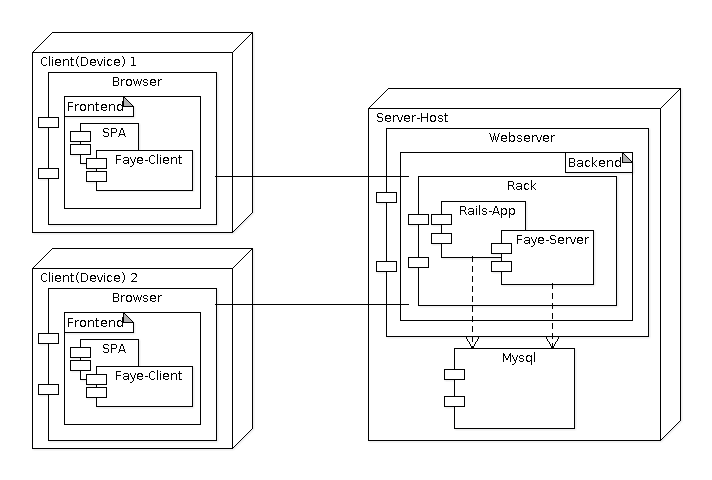 Client(Device) 1
Browser
Frontend
SPA
Faye-Client
Server-Host
Webserver
Backend
Rack
Rails-App
Faye-Server
Client(Device) 2
Browser
Frontend
SPA
Faye-Client
Mysql